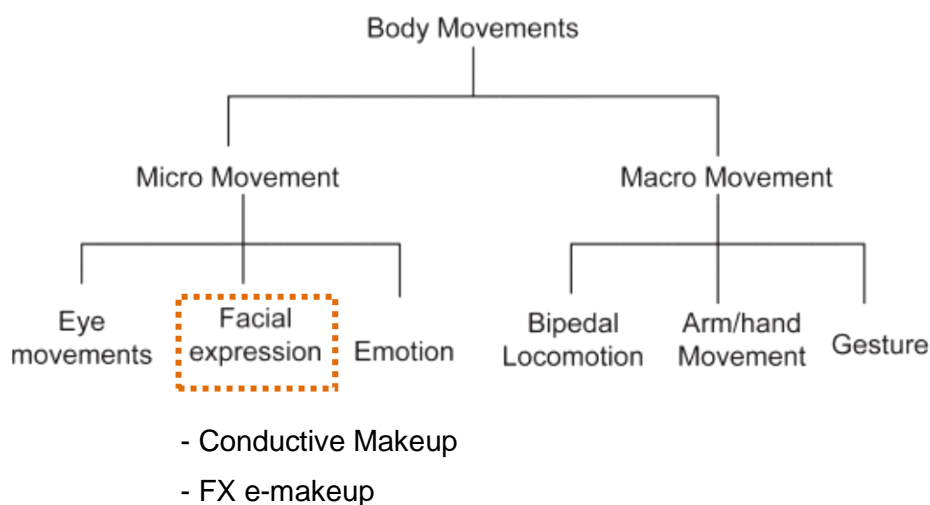 Body Movements
Micro Movement
Macro Movement
Eye
movements
Facial
expression
Emotion
Bipedal
Locomotion
Arm/hand
Movement
Gesture
- Conductive Makeup
- FX e-makeup